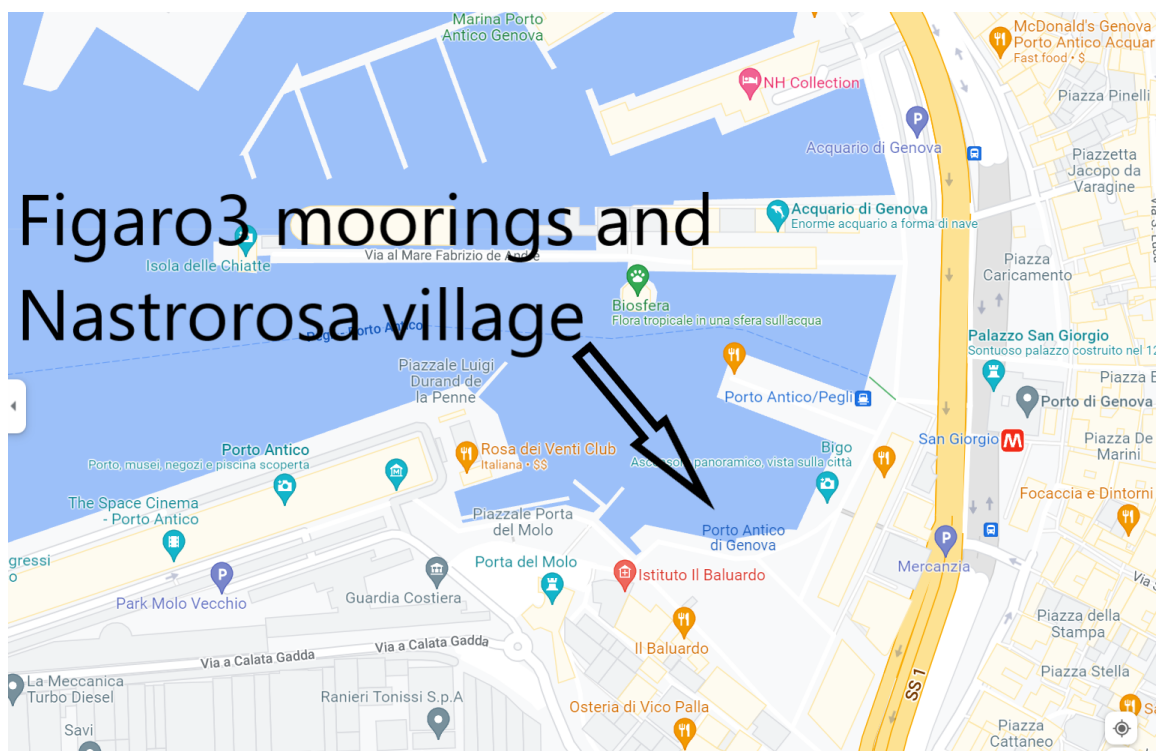 Marina Porto
Antico Genova
McDonald's Genova
Porto Antico Acquar
Fast food • $
NH Collection
Piazza Pinelli
Acquario di Genova
Piazzetta
Jacopo da
Varagine
Figaro3 moorings and
Nastrorosa village
Acquario di Genova
Enorme acquario a forma di nave
Isola delle Chiatte
Via al Mare Fabrizio de André
Piazza
Caricamento
Biosfera
Flora tropicale in una sfera sull'acqua
Pegli - Porto Antico
Palazzo San Giorgio
Sontuoso palazzo costruito nel 12
Piazzale Luigi
Durand de
la Penne
Porto Antico/Pegli
Porto di Genova
San Giorgio
M
Piazza De
Marini
Porto Antico
Porto, musei, negozi e piscina scoperta
Rosa dei Venti Club
Italiana • $$
Bigo
Ascensore panoramico, vista sulla città
The Space Cinema
- Porto Antico
Piazzale Porta
del Molo
Focaccia e Dintorni
Porto Antico
di Genova
gressi
Porta del Molo
Istituto Il Baluardo
P
Mercanzia
P
Park Molo Vecchio
Guardia Costiera
Piazza della
Stampa
Il Baluardo
Via a Calata Gadda
Via a Calata Gadda
SS 1
Piazza Stella
La Meccanica
Turbo Diesel
Ranieri Tonissi S.p.A
Osteria di Vico Palla
Savi
Piazza
Cattaneo